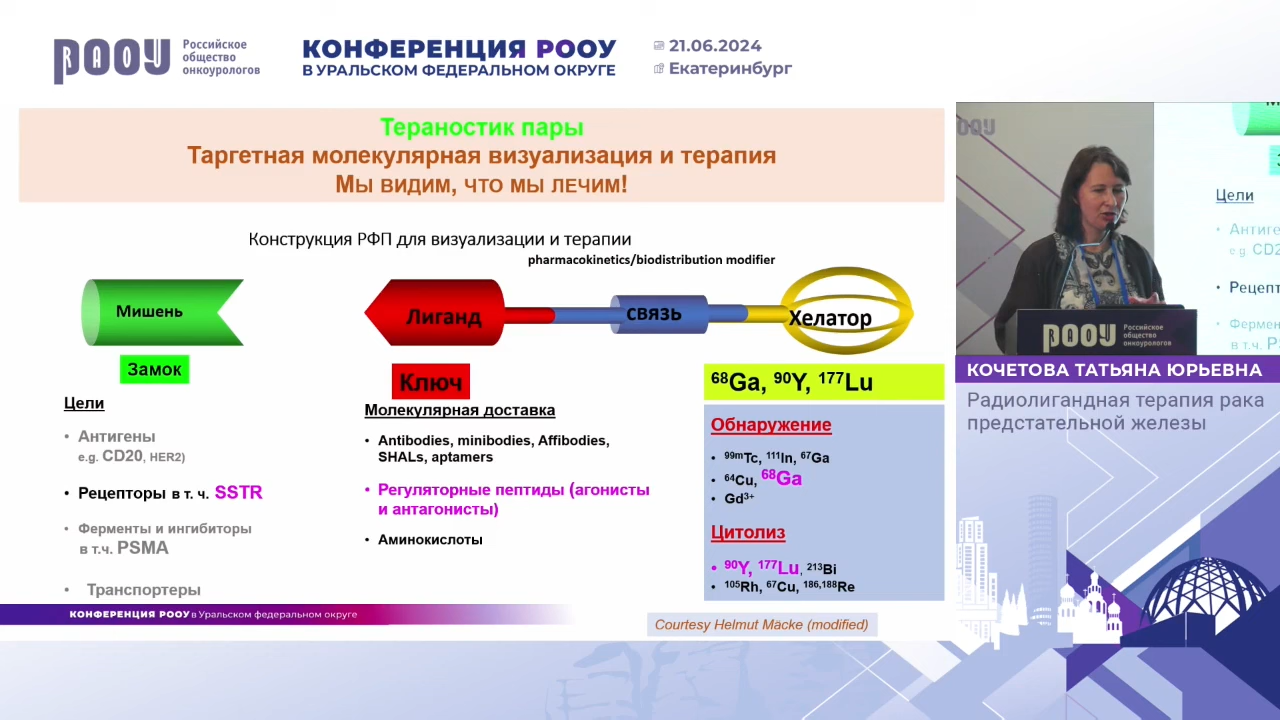 РООУ
Российское
общество
онкоурологов
КОНФЕРЕНЦИЯ РООУ
В УРАЛЬСКОМ ФЕДЕРАЛЬНОМ ОКРУГЕ
21.06.2024
Екатеринбург
Тераностик пары
Таргетная молекулярная визуализация и терапия
Мы видим, что мы лечим!
Конструкция РФП для визуализации и терапии
pharmacokinetics/biodistribution modifier
Мишень
Лиганд
связь
Хелатор
Замок
Ключ
⁶⁸Ga, ⁹⁰Y, ¹⁷⁷Lu
Цели
• Антигены
e.g. CD20, HER2)
• Рецепторы в т. ч. SSTR
• Ферменты и ингибиторы
в т.ч. PSMA
• Транспортеры
Молекулярная доставка
• Antibodies, minibodies, Affibodies,
SHALs, aptamers
• Регуляторные пептиды (агонисты
и антагонисты)
• Аминокислоты
Обнаружение
• ⁹⁹ᵐTc, ¹¹¹In, ⁶⁷Ga
• ⁶⁴Cu, ⁶⁸Ga
• Gd³⁺
Цитолиз
• ⁹⁰Y, ¹⁷⁷Lu, ²¹³Bi
• ¹⁰⁵Rh, ⁶⁷Cu, ¹⁸⁶,¹⁸⁸Re
КОНФЕРЕНЦИЯ РООУ в Уральском федеральном округе
Courtesy Helmut Mäcke (modified)
Цели
РООУ
Российское
общество
онкоурологов
КОЧЕТОВА ТАТЬЯНА ЮРЬЕВНА
Радиолигандная терапия рака
предстательной железы